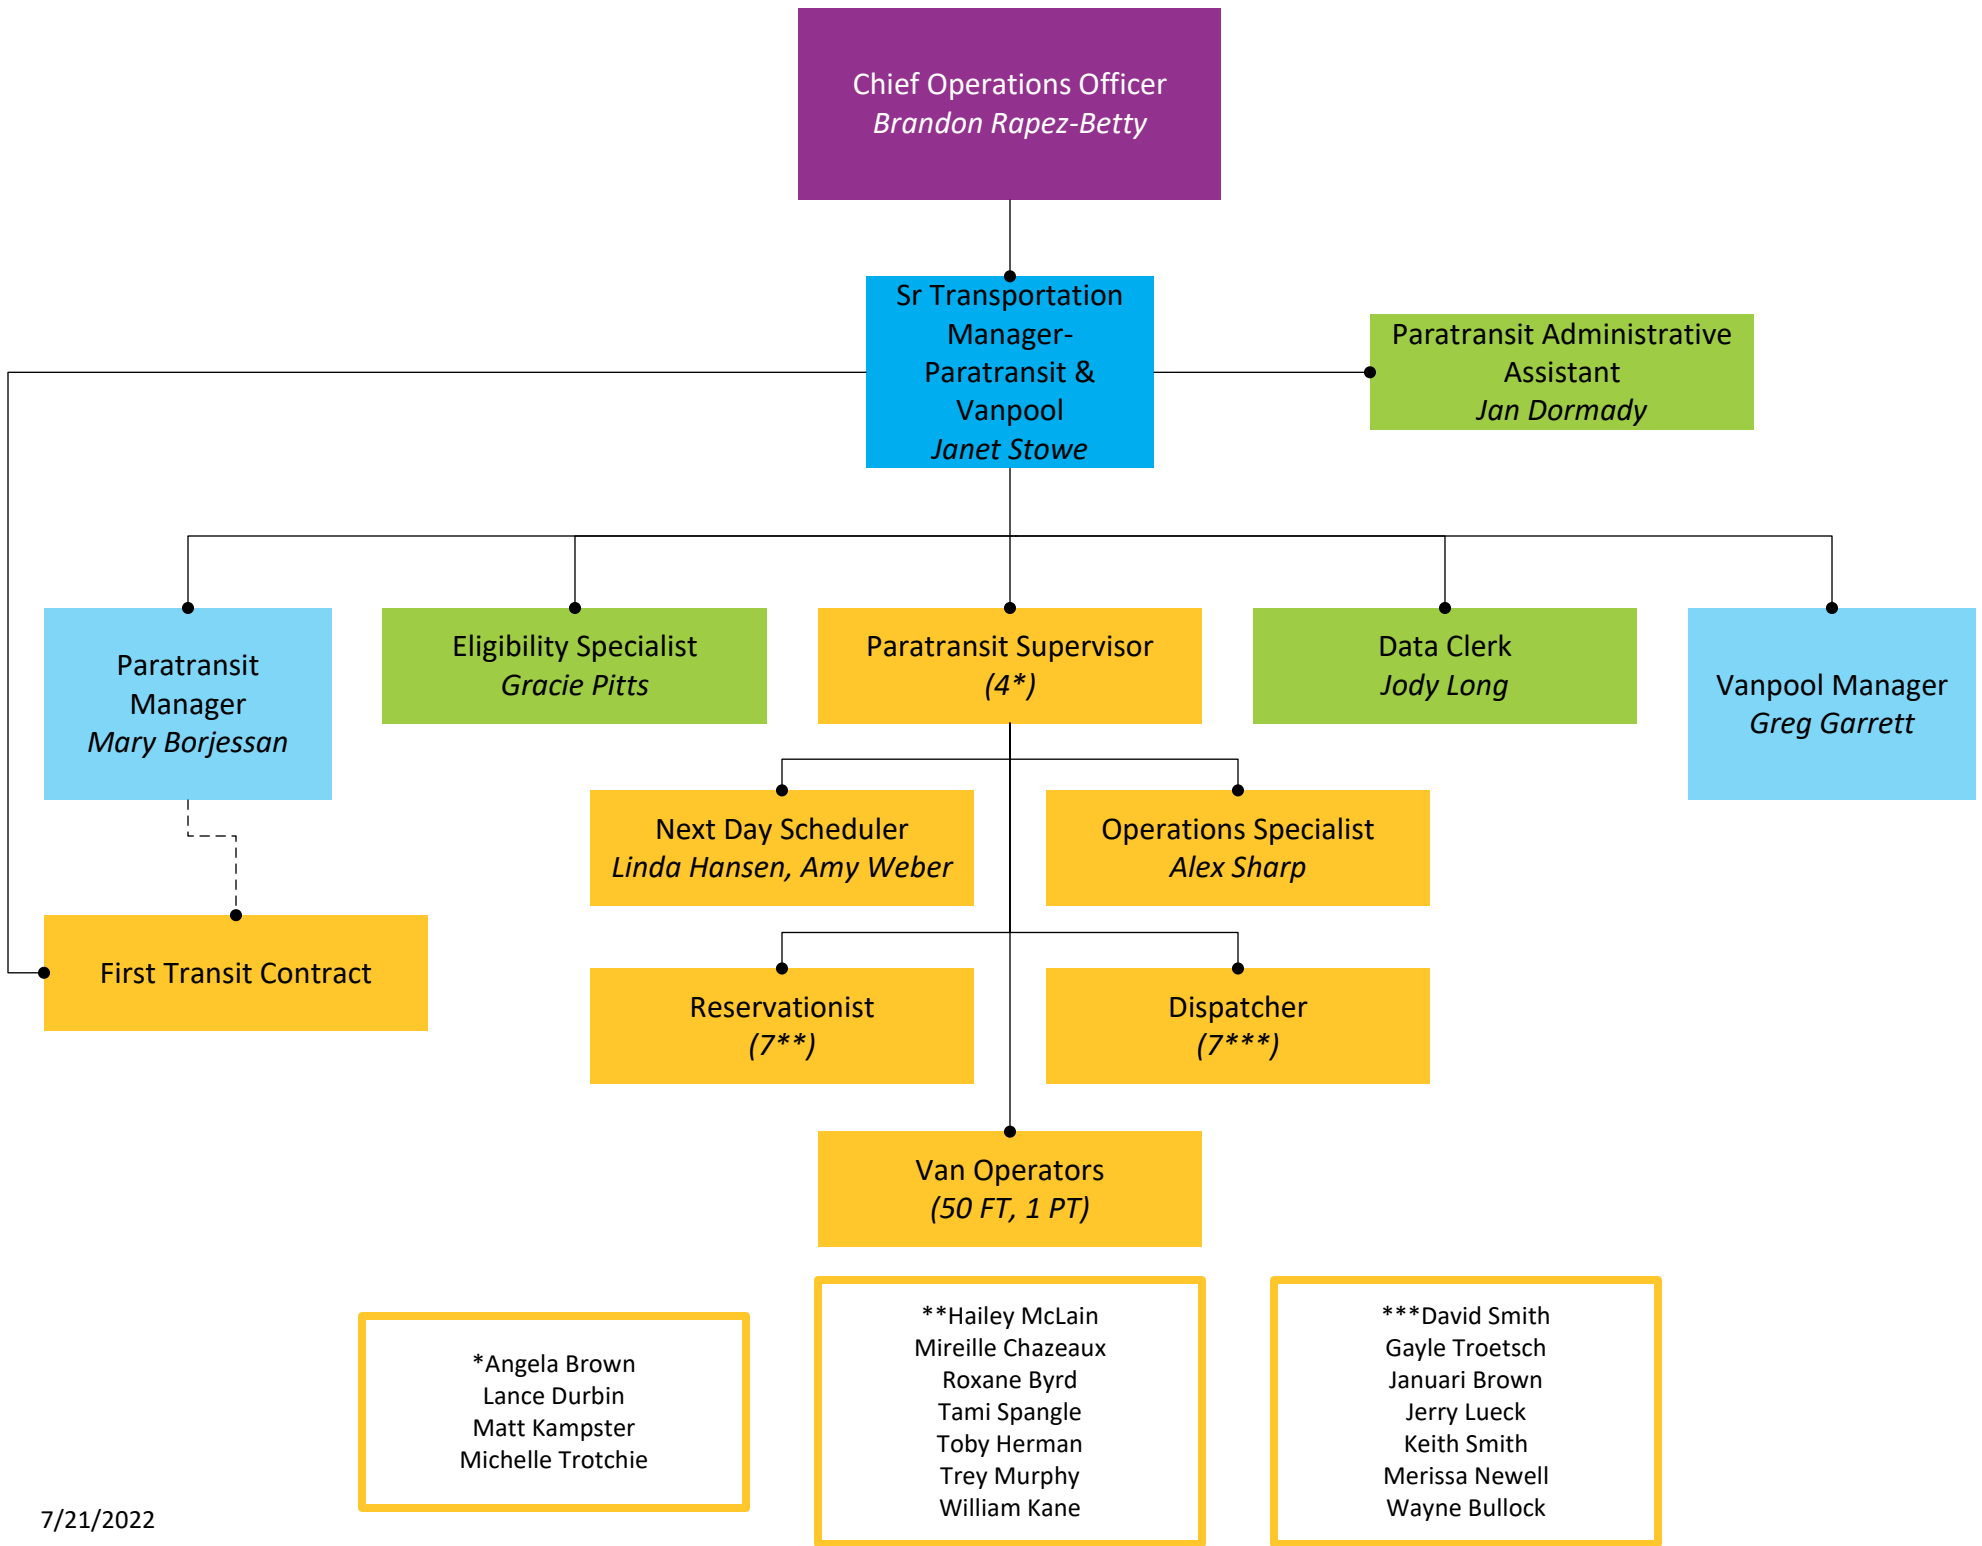 Chief Operations Officer
Brandon Rapez-Betty
Sr Transportation
Manager-
Paratransit &
Vanpool
Janet Stowe
Paratransit Administrative
Assistant
Jan Dormady
Paratransit
Manager
Mary Borjessan
Eligibility Specialist
Gracie Pitts
Paratransit Supervisor
(4*)
Data Clerk
Jody Long
Vanpool Manager
Greg Garrett
Next Day Scheduler
Linda Hansen, Amy Weber
Operations Specialist
Alex Sharp
First Transit Contract
Reservationist
(7**)
Dispatcher
(7***)
Van Operators
(50 FT, 1 PT)
*Angela Brown
Lance Durbin
Matt Kampster
Michelle Trotchie
**Hailey McLain
Mireille Chazeaux
Roxane Byrd
Tami Spangle
Toby Herman
Trey Murphy
William Kane
***David Smith
Gayle Troetsch
Januari Brown
Jerry Lueck
Keith Smith
Merissa Newell
Wayne Bullock
7/21/2022